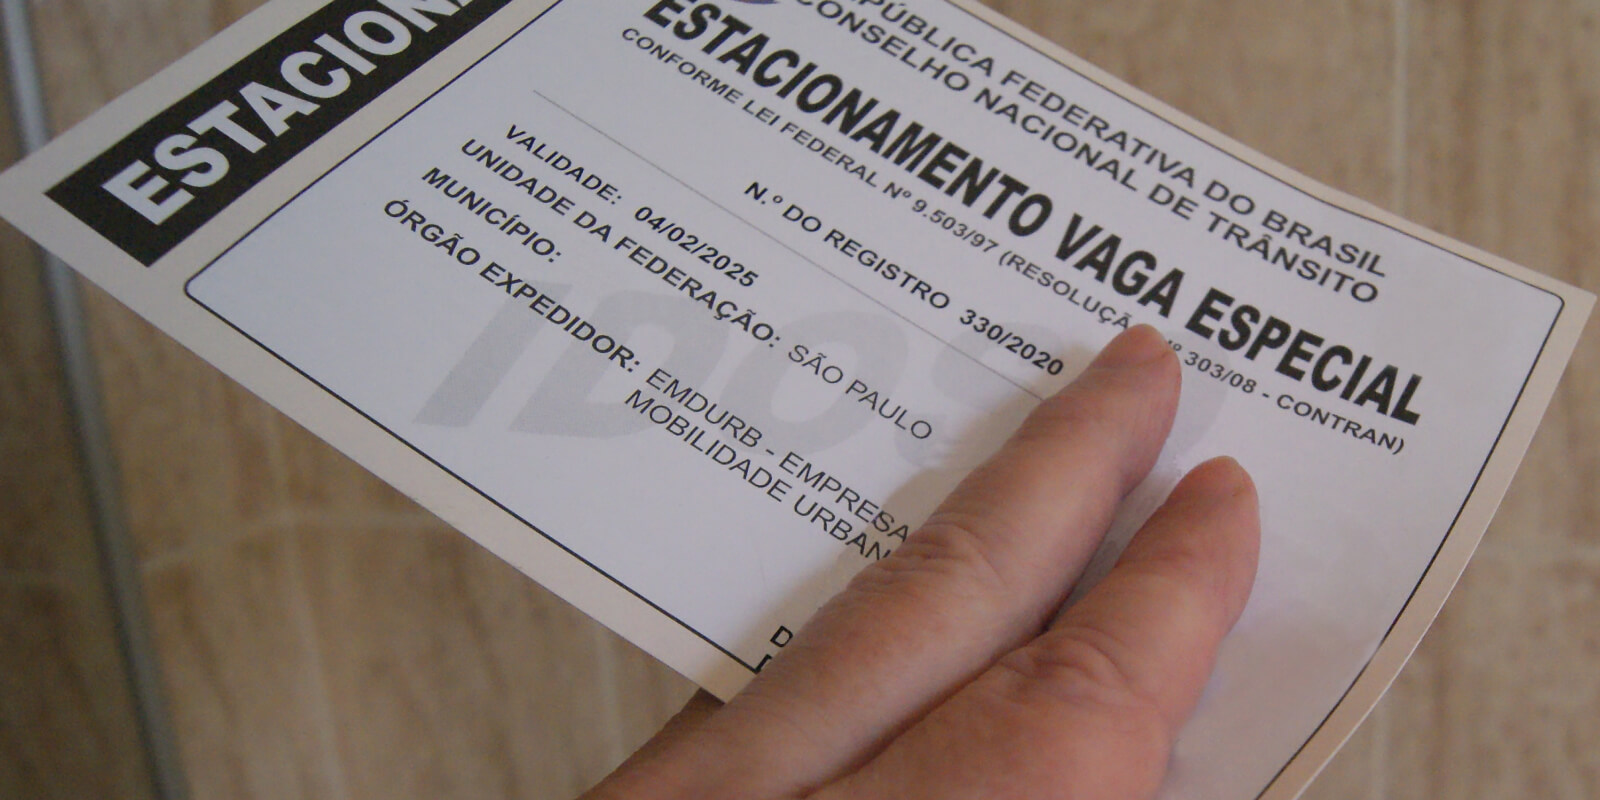 ESTACION
REPÚBLICA FEDERATIVA DO BRASIL
CONSELHO NACIONAL DE TRÂNSITO
ESTACIONAMENTO VAGA ESPECIAL
CONFORME LEI FEDERAL Nº 9.503/97 (RESOLUÇÃ Nº 303/08 - CONTRAN)
N.º DO REGISTRO 330/2020
VALIDADE: 04/02/2025
UNIDADE DA FEDERAÇÃO: SÃO PAULO
MUNICÍPIO:
ÓRGÃO EXPEDIDOR: EMDURB - EMPRESA
MOBILIDADE URBAN
IDOS
D